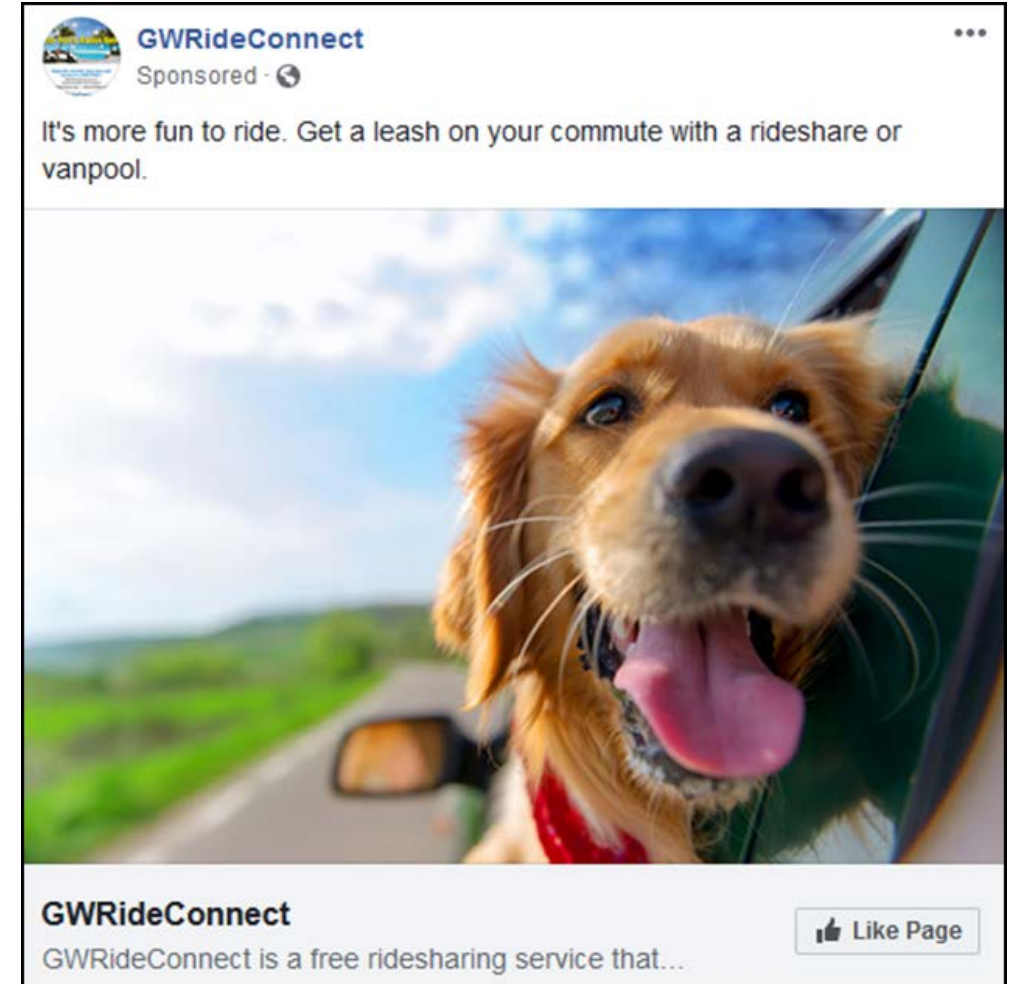 GWRideConnect
Sponsored ·
It's more fun to ride. Get a leash on your commute with a rideshare or
vanpool.
GWRideConnect
Like Page
GWRideConnect is a free ridesharing service that...